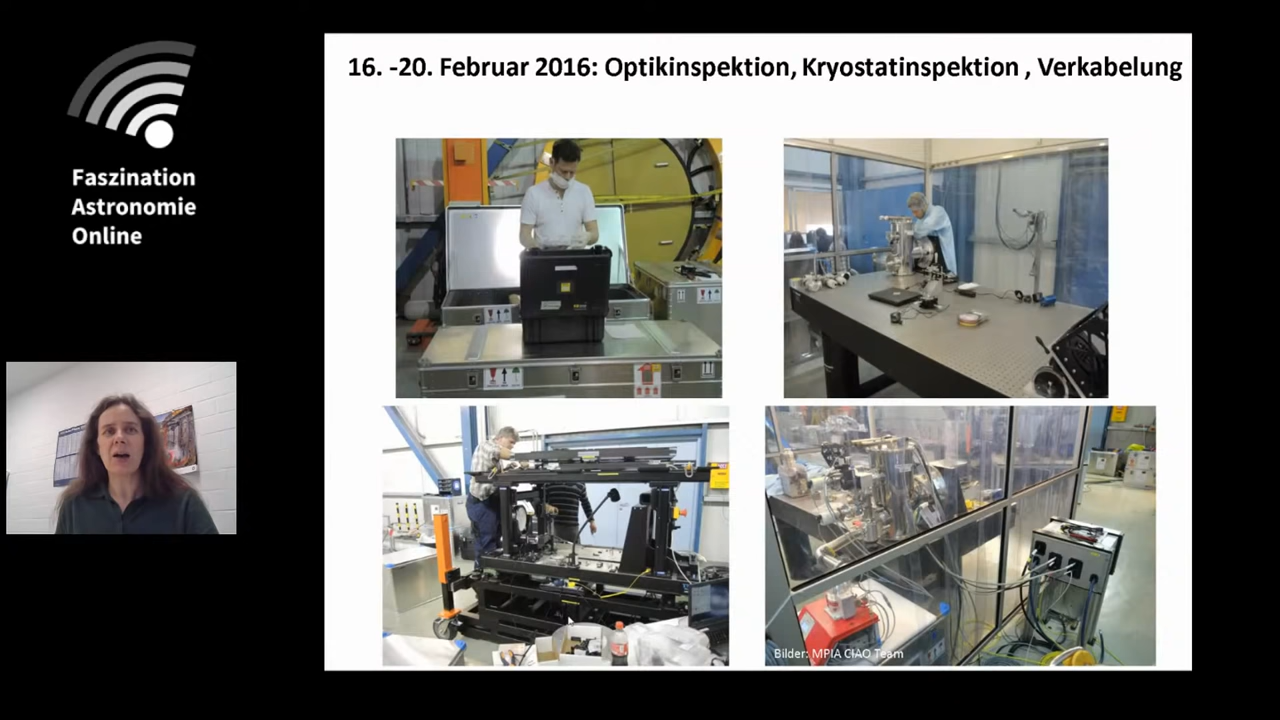 16. -20. Februar 2016: Optikinspektion, Kryostatinspektion , Verkabelung
Faszination
Astronomie
Online
Bilder: MPIA CIAO Team